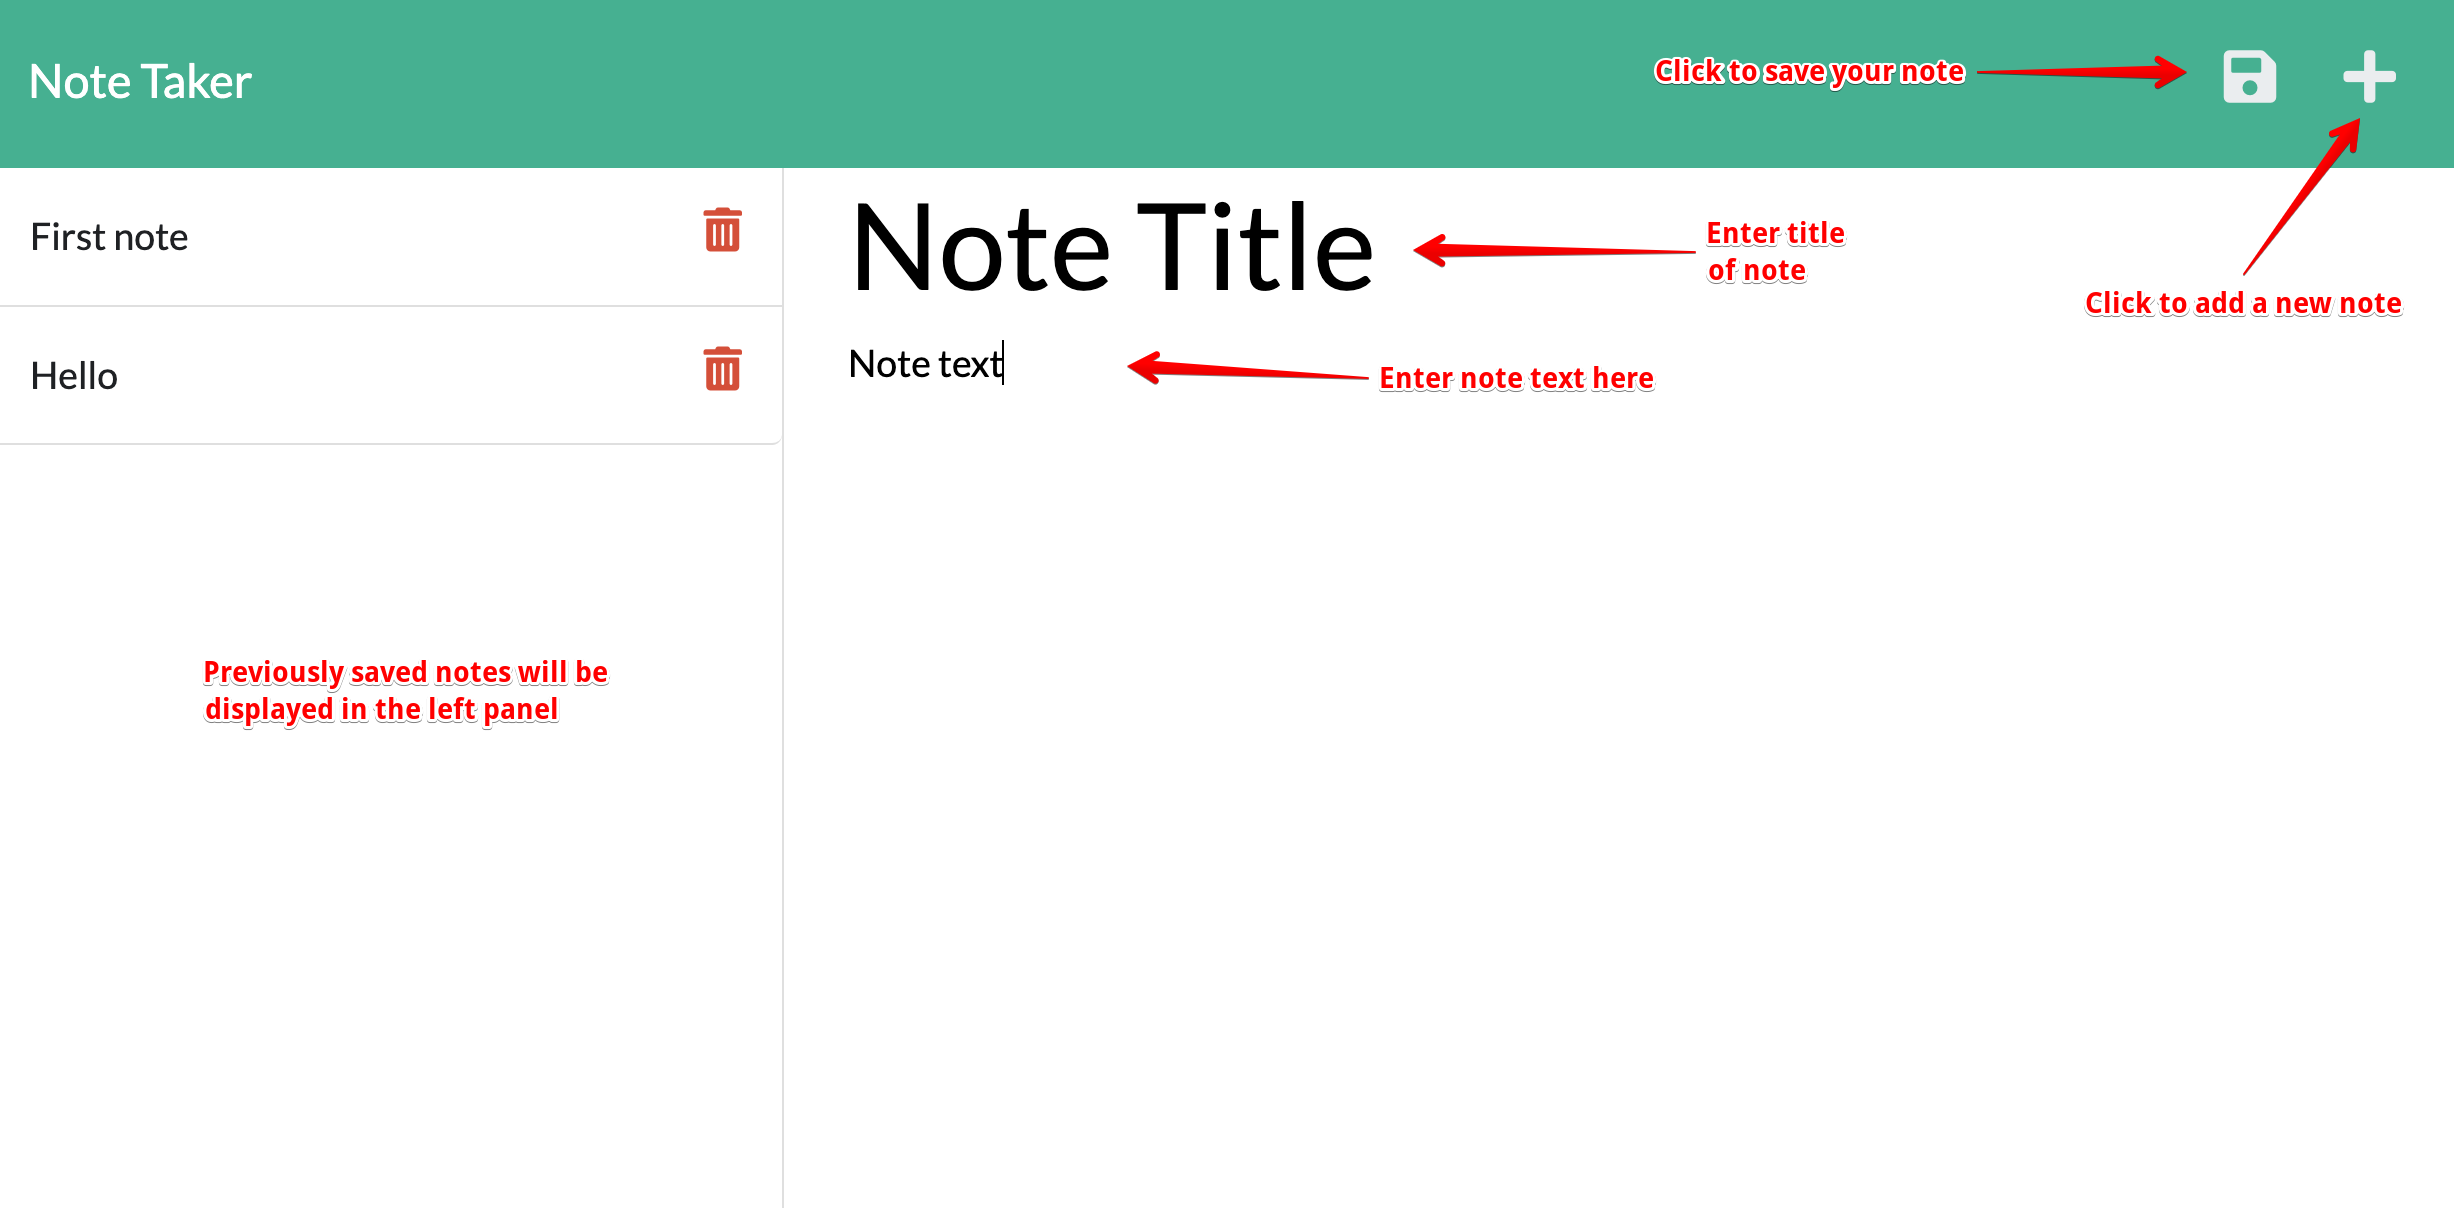 Note Taker
Click to save your note
First note
Note Title
Enter title
of note
Click to add a new note
Hello
Note text
Enter note text here
Previously saved notes will be
displayed in the left panel